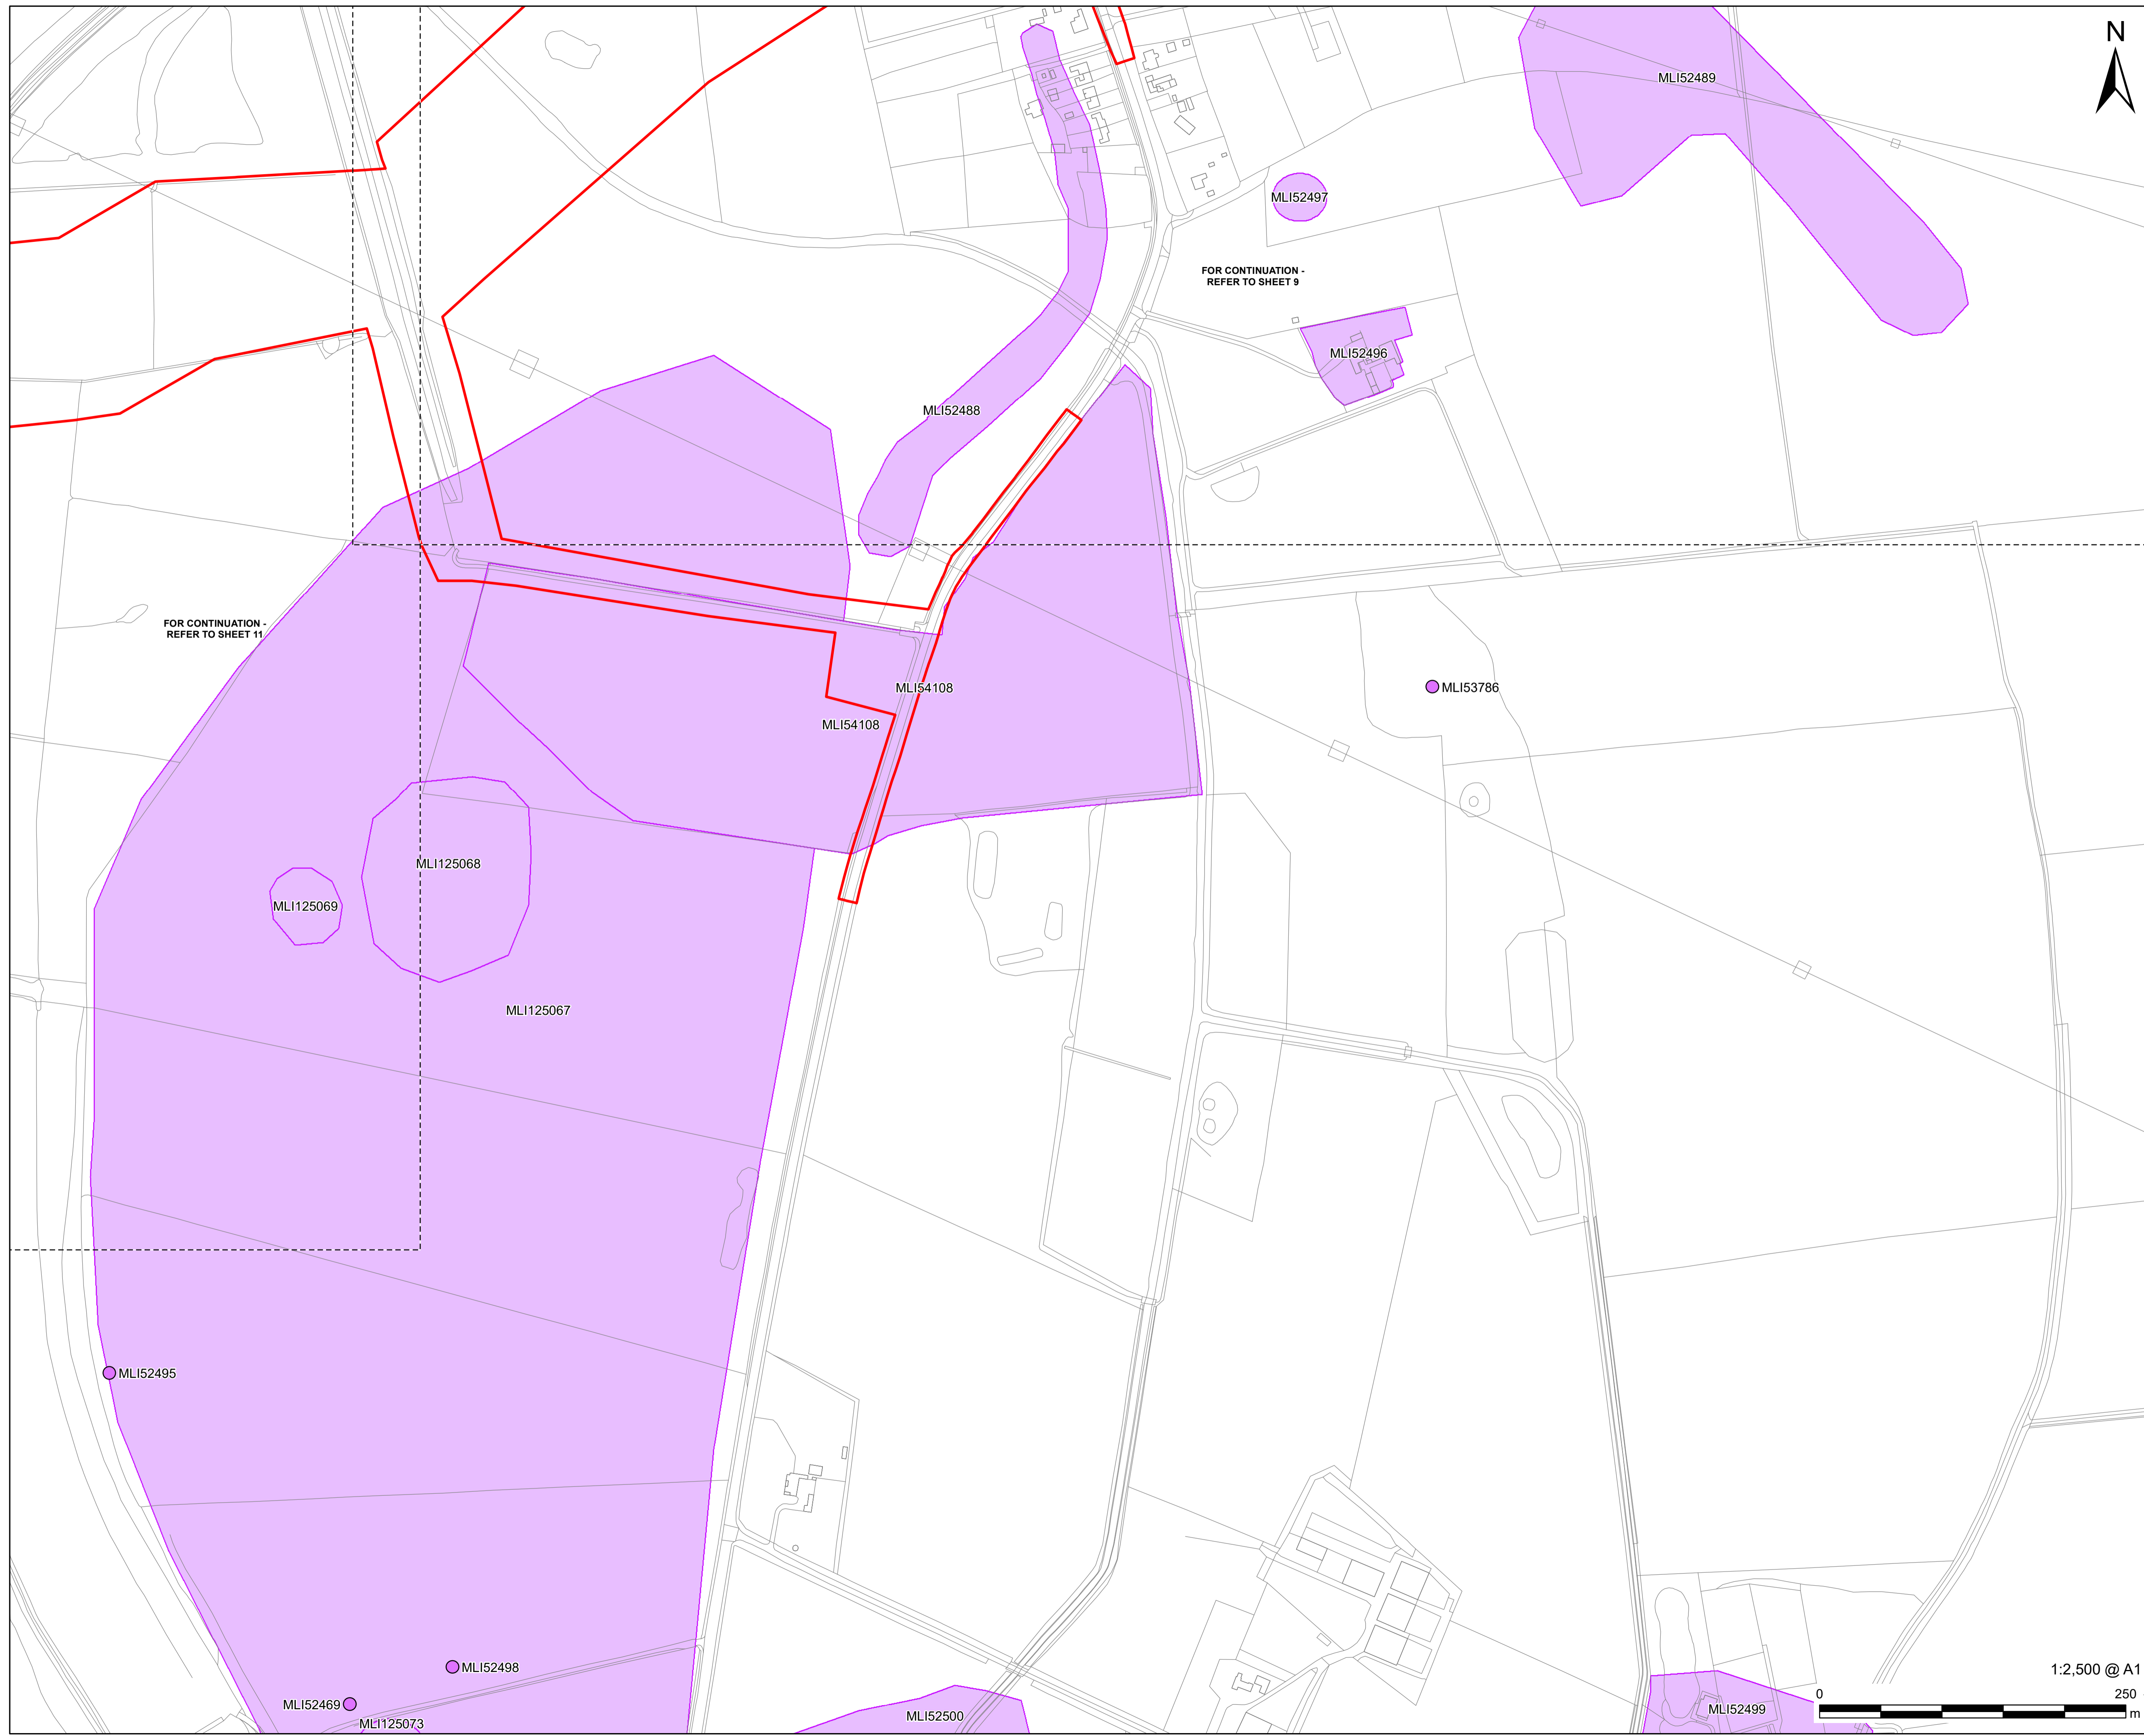 N
MLI52489
MLI52497
FOR CONTINUATION -
REFER TO SHEET 9
MLI52496
MLI52488
FOR CONTINUATION -
REFER TO SHEET 11
MLI54108
MLI53786
MLI54108
MLI125068
MLI125069
MLI125067
MLI52495
MLI52498
MLI52469
MLI125073
MLI52500
MLI52499
1:2,500 @ A1
0 250
m